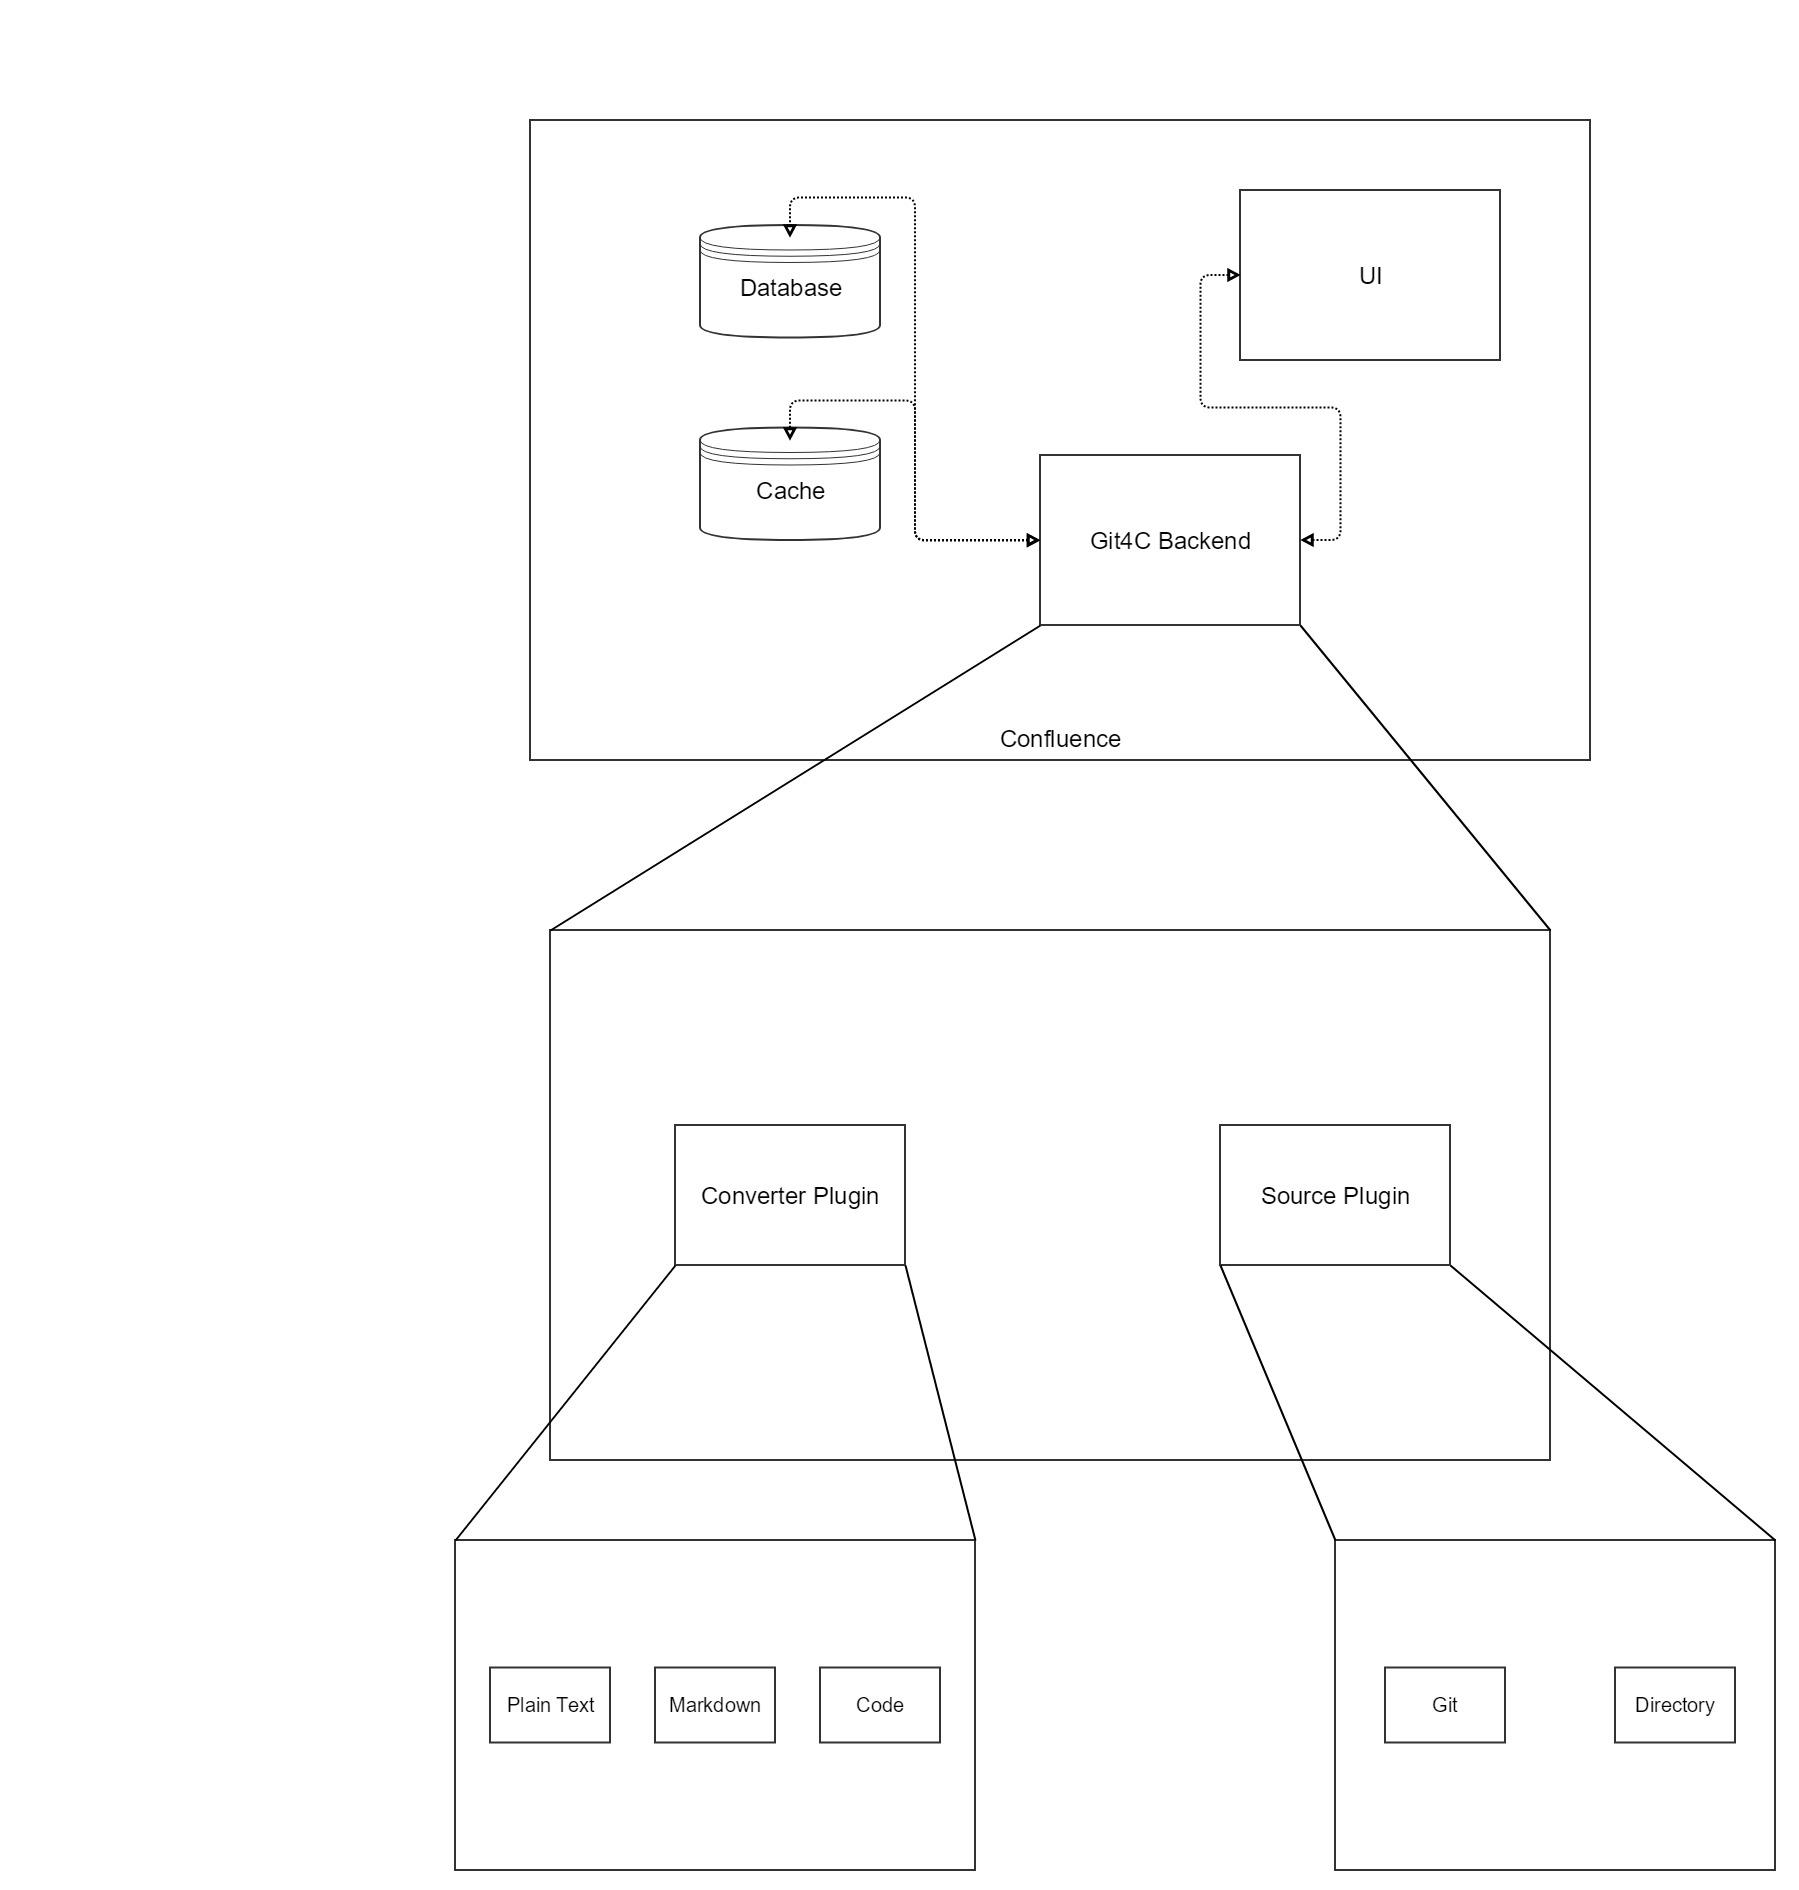 Database
UI
Cache
Git4C Backend
Confluence
Converter Plugin
Source Plugin
Plain Text
Markdown
Code
Git
Directory